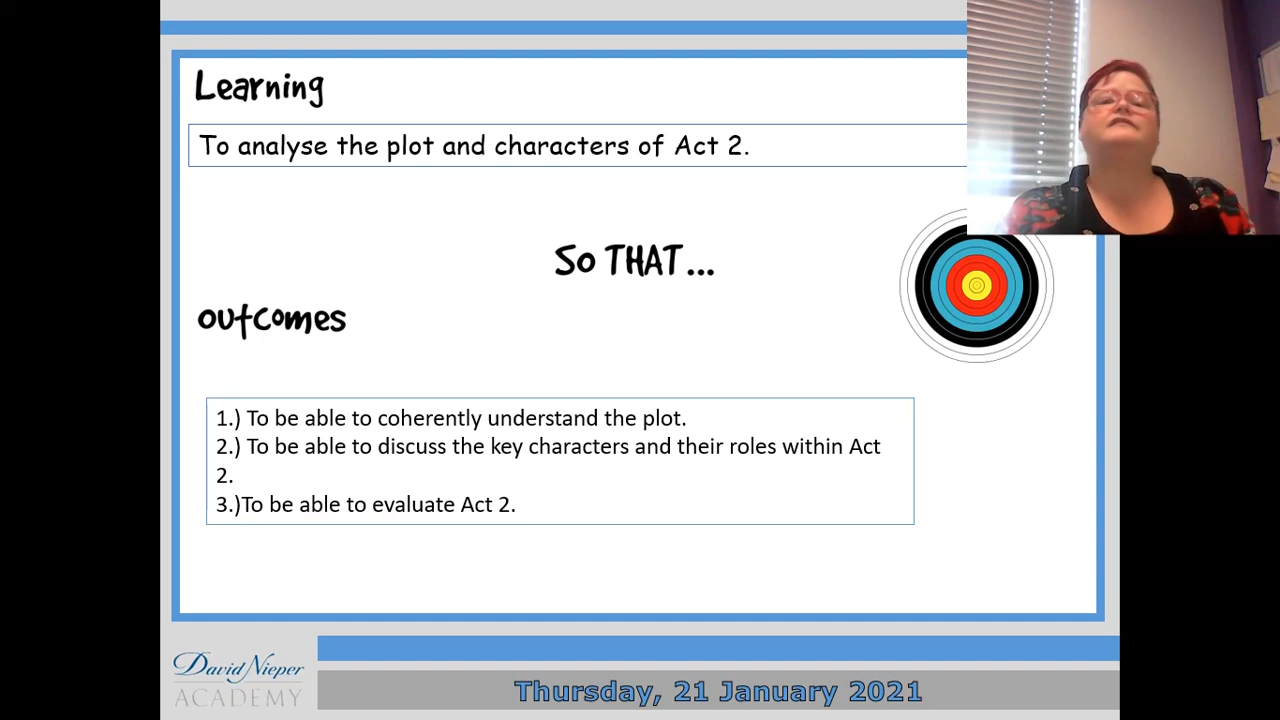 Learning
To analyse the plot and characters of Act 2.
So THAT...
outcomes
1.) To be able to coherently understand the plot.
2.) To be able to discuss the key characters and their roles within Act
2.
3.)To be able to evaluate Act 2.
David Nieper
ACADEMY
Thursday, 21 January 2021